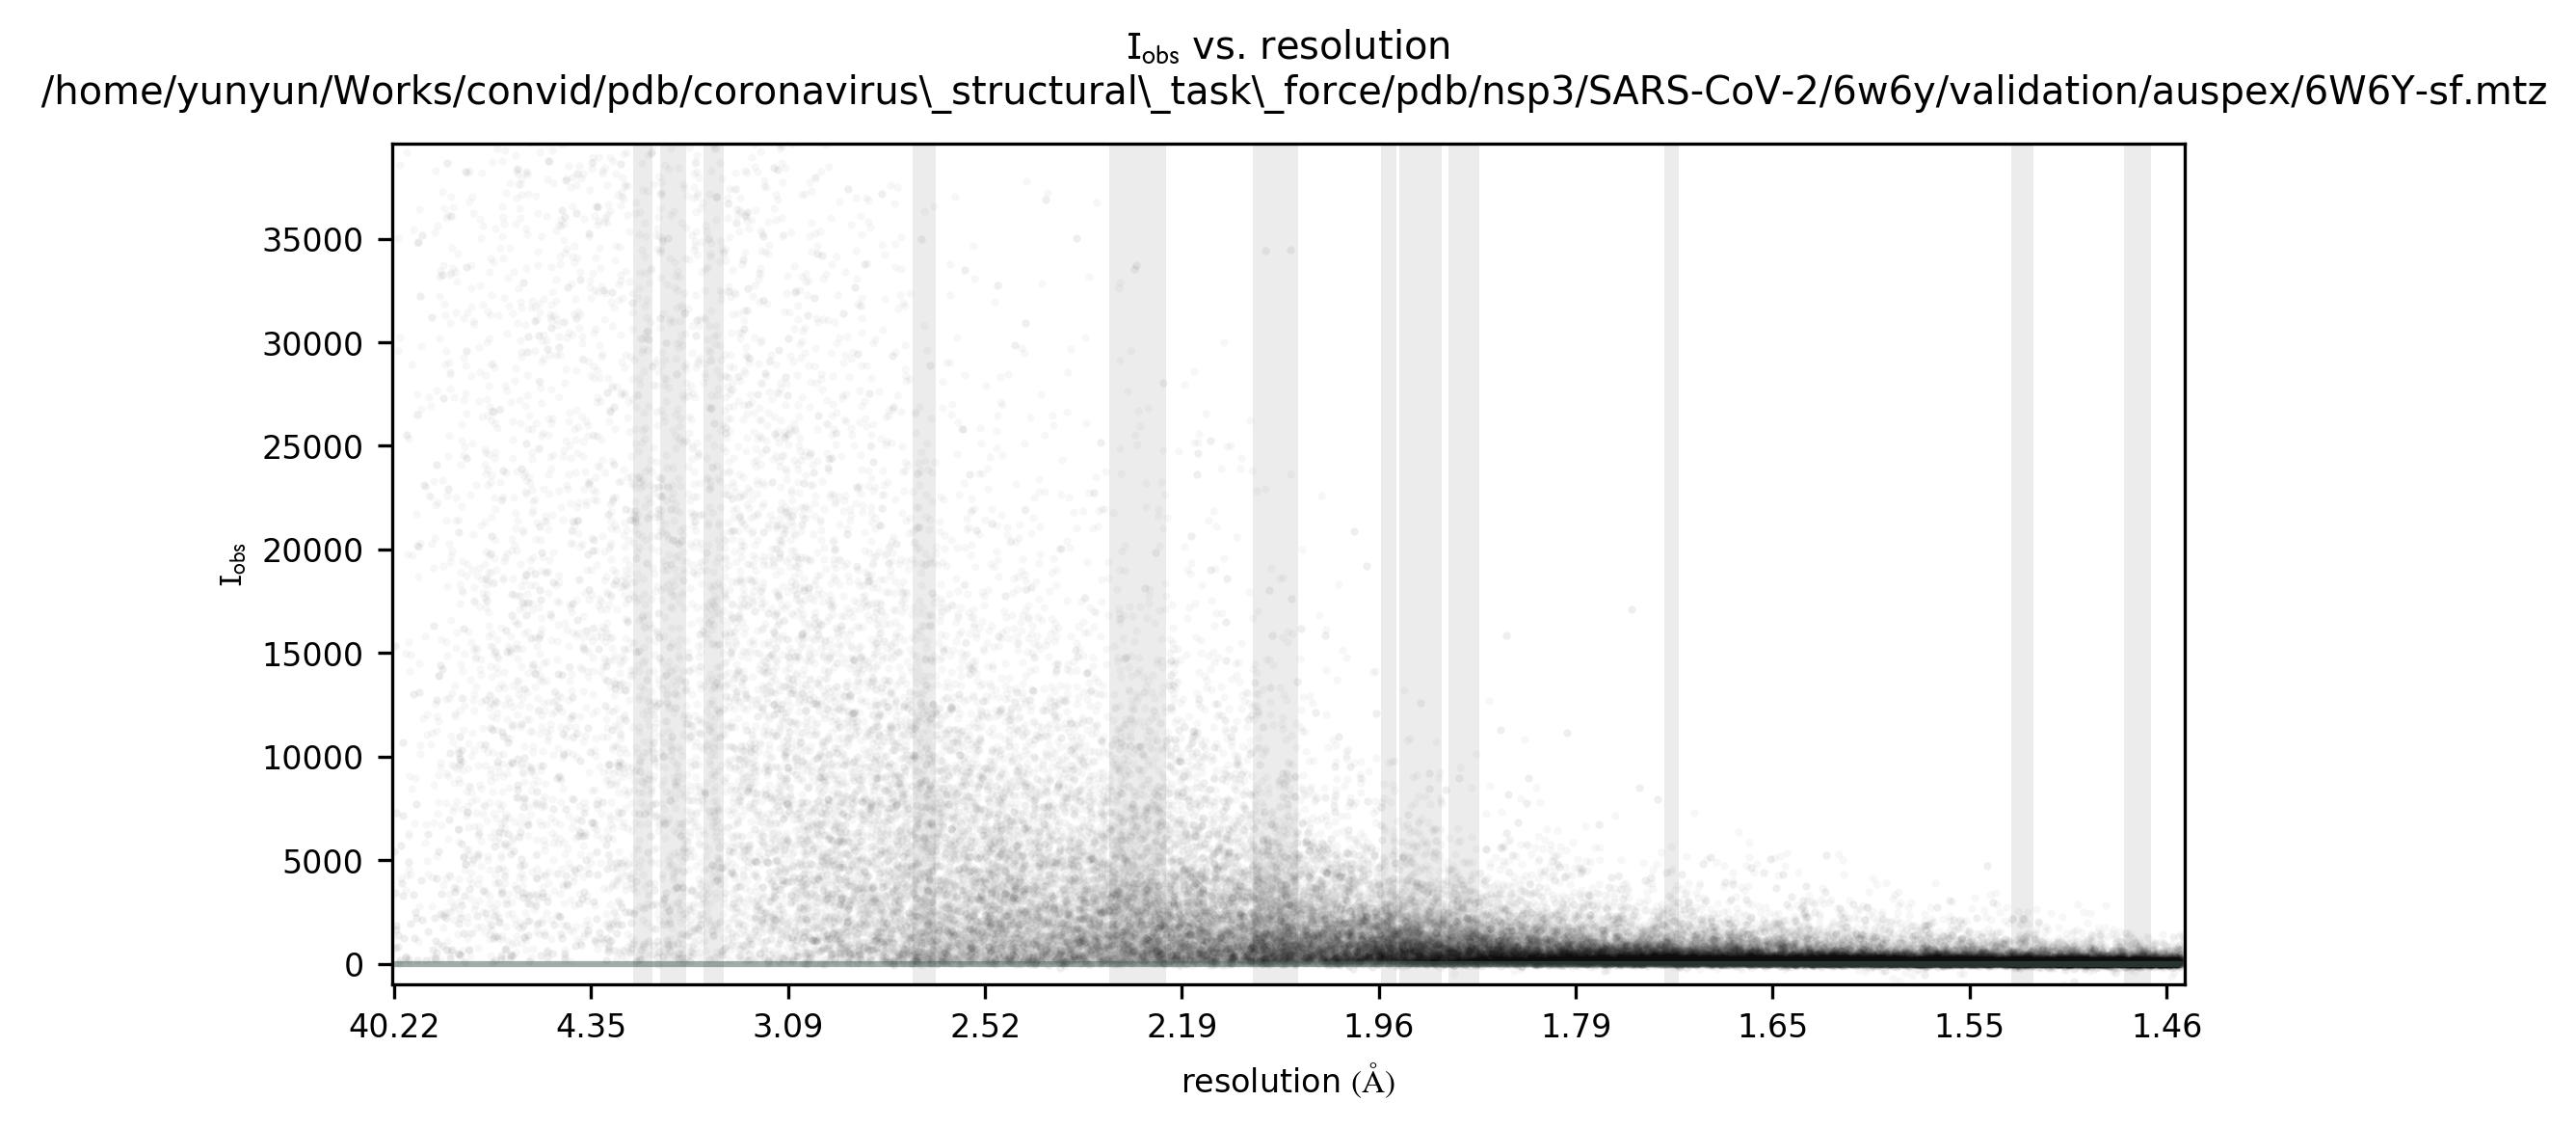 Iobs vs. resolution
/home/yunyun/Works/convid/pdb/coronavirus\_structural\_task\_force/pdb/nsp3/SARS-CoV-2/6w6y/validation/auspex/6W6Y-sf.mtz
Iobs
35000
30000
25000
20000
15000
10000
5000
0
40.22 4.35 3.09 2.52 2.19 1.96 1.79 1.65 1.55 1.46
resolution (Å)